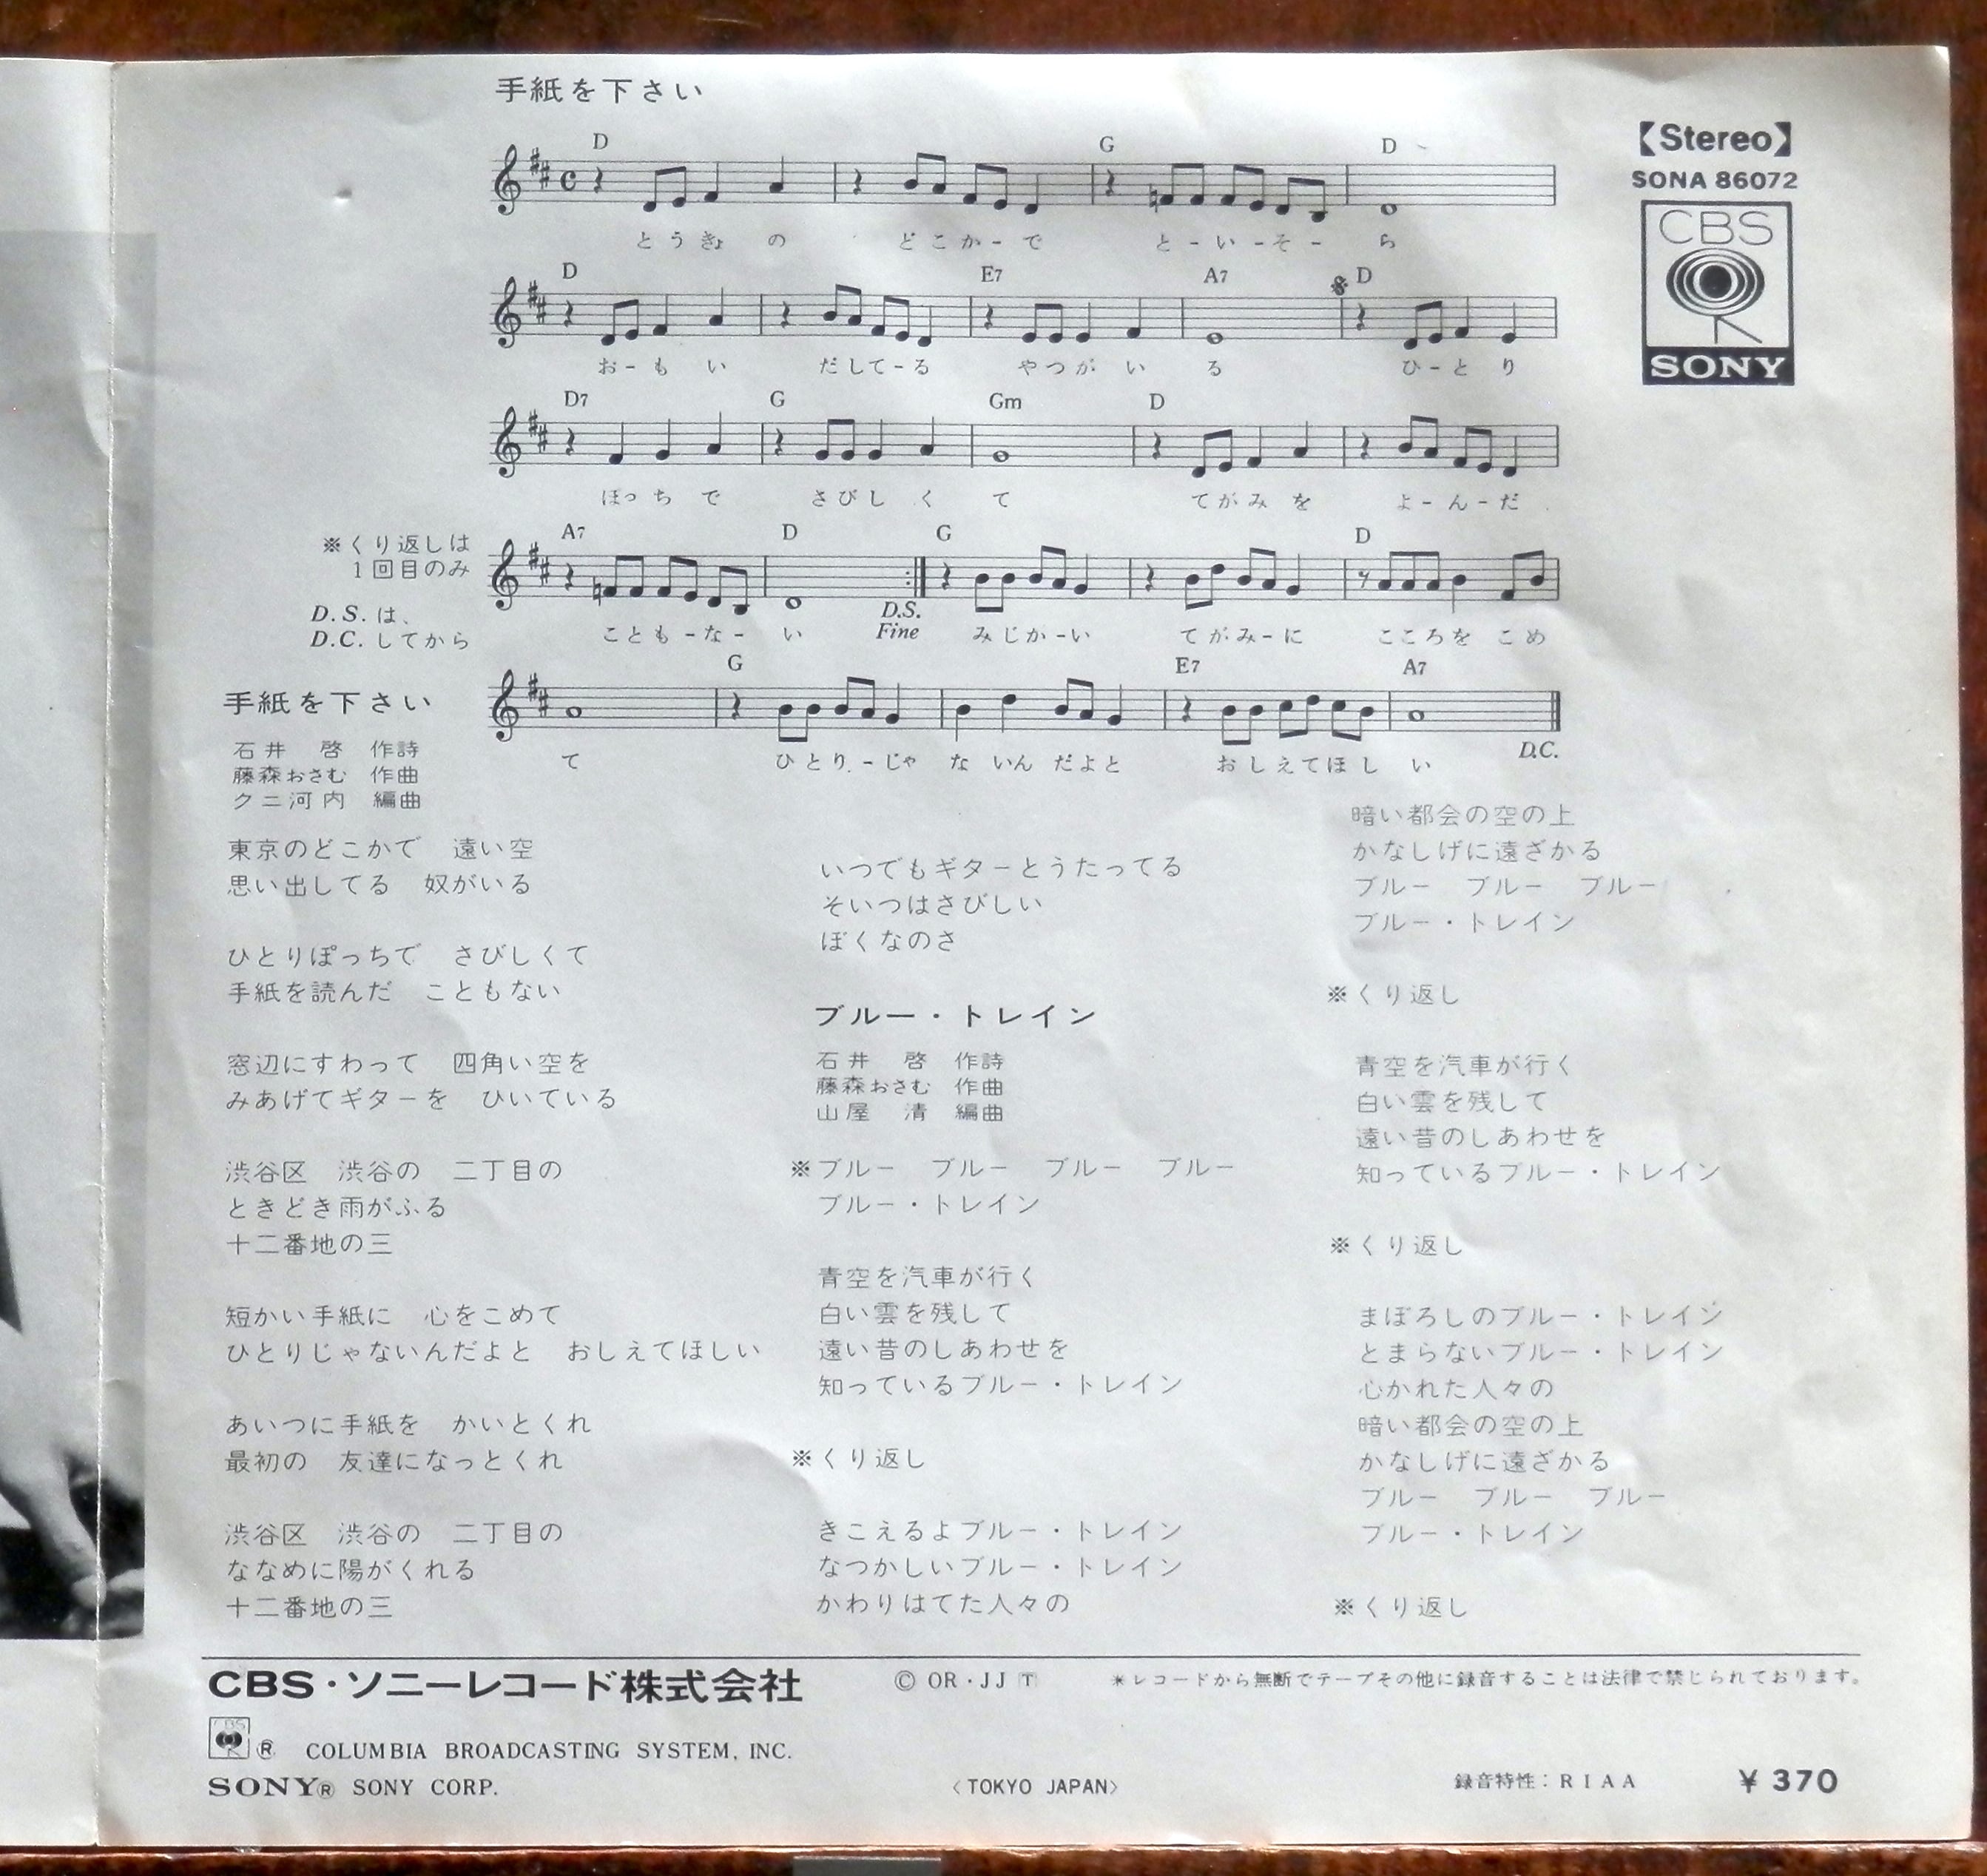 手紙を下さい
【Stereo】
SONA 86072
CBS
SONY
D G D
とうきょ の どこか-で と-い-そ- ら
D E7 A7 D
お-も い だして-る やつが い る ひ-と り
D7 G Gm D
ぼっ ち で さびし く て てがみ を よ-ん-だ
※くり返しは
1回目のみ
D.S. は、
D.C. してから
A7 D G D
こども-な- い みじか-い てがみ-に こころを こめ
D.S.
Fine
G E7 A7
て ひとり-じゃ な いん だよと おしえてほし い
D.C.
手紙を下さい
石井 啓 作詩
藤森おさむ 作曲
クニ河内 編曲
東京のどこかで 遠い空
思い出してる 奴がいる
ひとりぽっちで さびしくて
手紙を読んだ こともない
窓辺にすわって 四角い空を
みあげてギターを ひいている
渋谷区 渋谷の 二丁目の
ときどき雨がふる
十二番地の三
短かい手紙に 心をこめて
ひとりじゃないんだよと おしえてほしい
あいつに手紙を かいとくれ
最初の 友達になっとくれ
渋谷区 渋谷の 二丁目の
ななめに陽がくれる
十二番地の三
いつでもギターとうたってる
そいつはさびしい
ぼくなのさ
ブルー・トレイン
石井 啓 作詩
藤森おさむ 作曲
山屋 清 編曲
※ブルー ブルー ブルー ブルー
ブルー・トレイン
青空を汽車が行く
白い雲を残して
遠い昔のしあわせを
知っているブルー・トレイン
※くり返し
きこえるよブルー・トレイン
なつかしいブルー・トレイン
かわりはてた人々の
暗い都会の空の上
かなしげに遠ざかる
ブルー ブルー ブルー
ブルー・トレイン
※くり返し
青空を汽車が行く
白い雲を残して
遠い昔のしあわせを
知っているブルー・トレイン
※くり返し
まぼろしのブルー・トレイン
とまらないブルー・トレイン
心かれた人々の
暗い都会の空の上
かなしげに遠ざかる
ブルー ブルー ブルー
ブルー・トレイン
※くり返し
CBS・ソニーレコード株式会社
Ⓒ OR・JJ T
＊レコードから無断でテープその他に録音することは法律で禁じられております。
CBS ® COLUMBIA BROADCASTING SYSTEM, INC.
SONY® SONY CORP.
〈TOKYO JAPAN〉
録音特性：RIAA
¥370